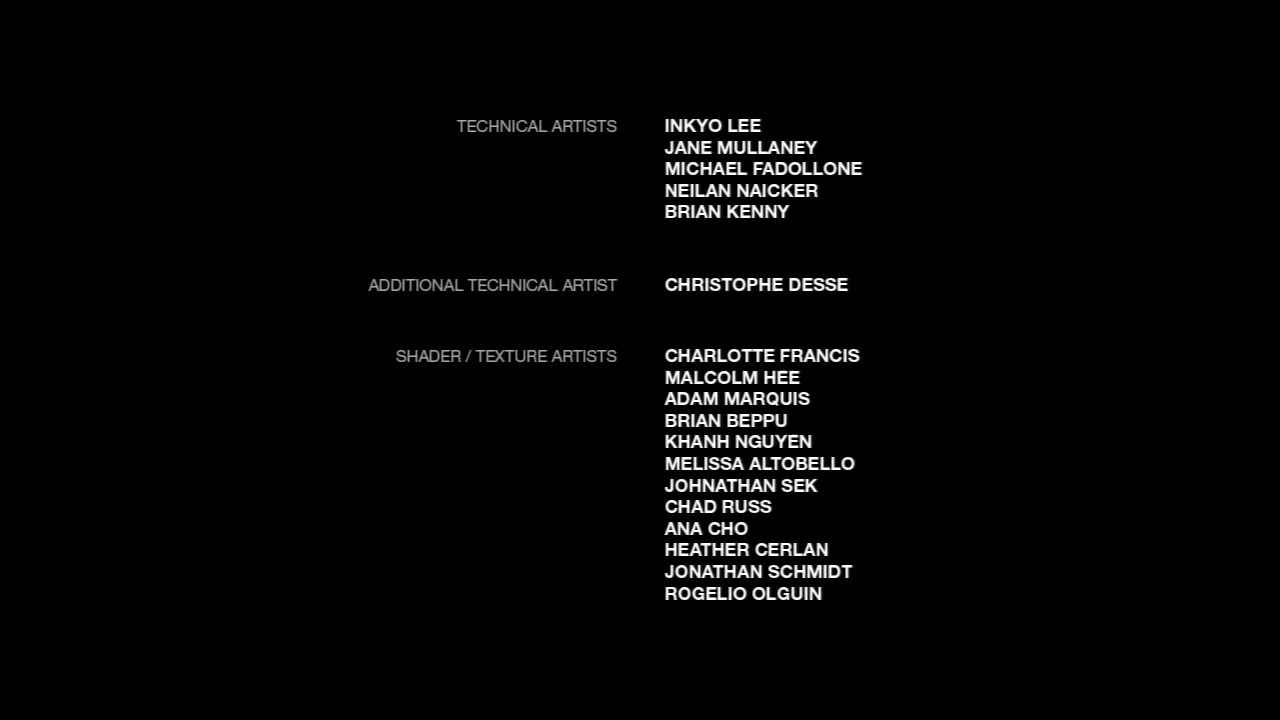 TECHNICAL ARTISTS INKYO LEE
JANE MULLANEY
MICHAEL FADOLLONE
NEILAN NAICKER
BRIAN KENNY
ADDITIONAL TECHNICAL ARTIST CHRISTOPHE DESSE
SHADER / TEXTURE ARTISTS CHARLOTTE FRANCIS
MALCOLM HEE
ADAM MARQUIS
BRIAN BEPPU
KHANH NGUYEN
MELISSA ALTOBELLO
JOHNATHAN SEK
CHAD RUSS
ANA CHO
HEATHER CERLAN
JONATHAN SCHMIDT
ROGELIO OLGUIN